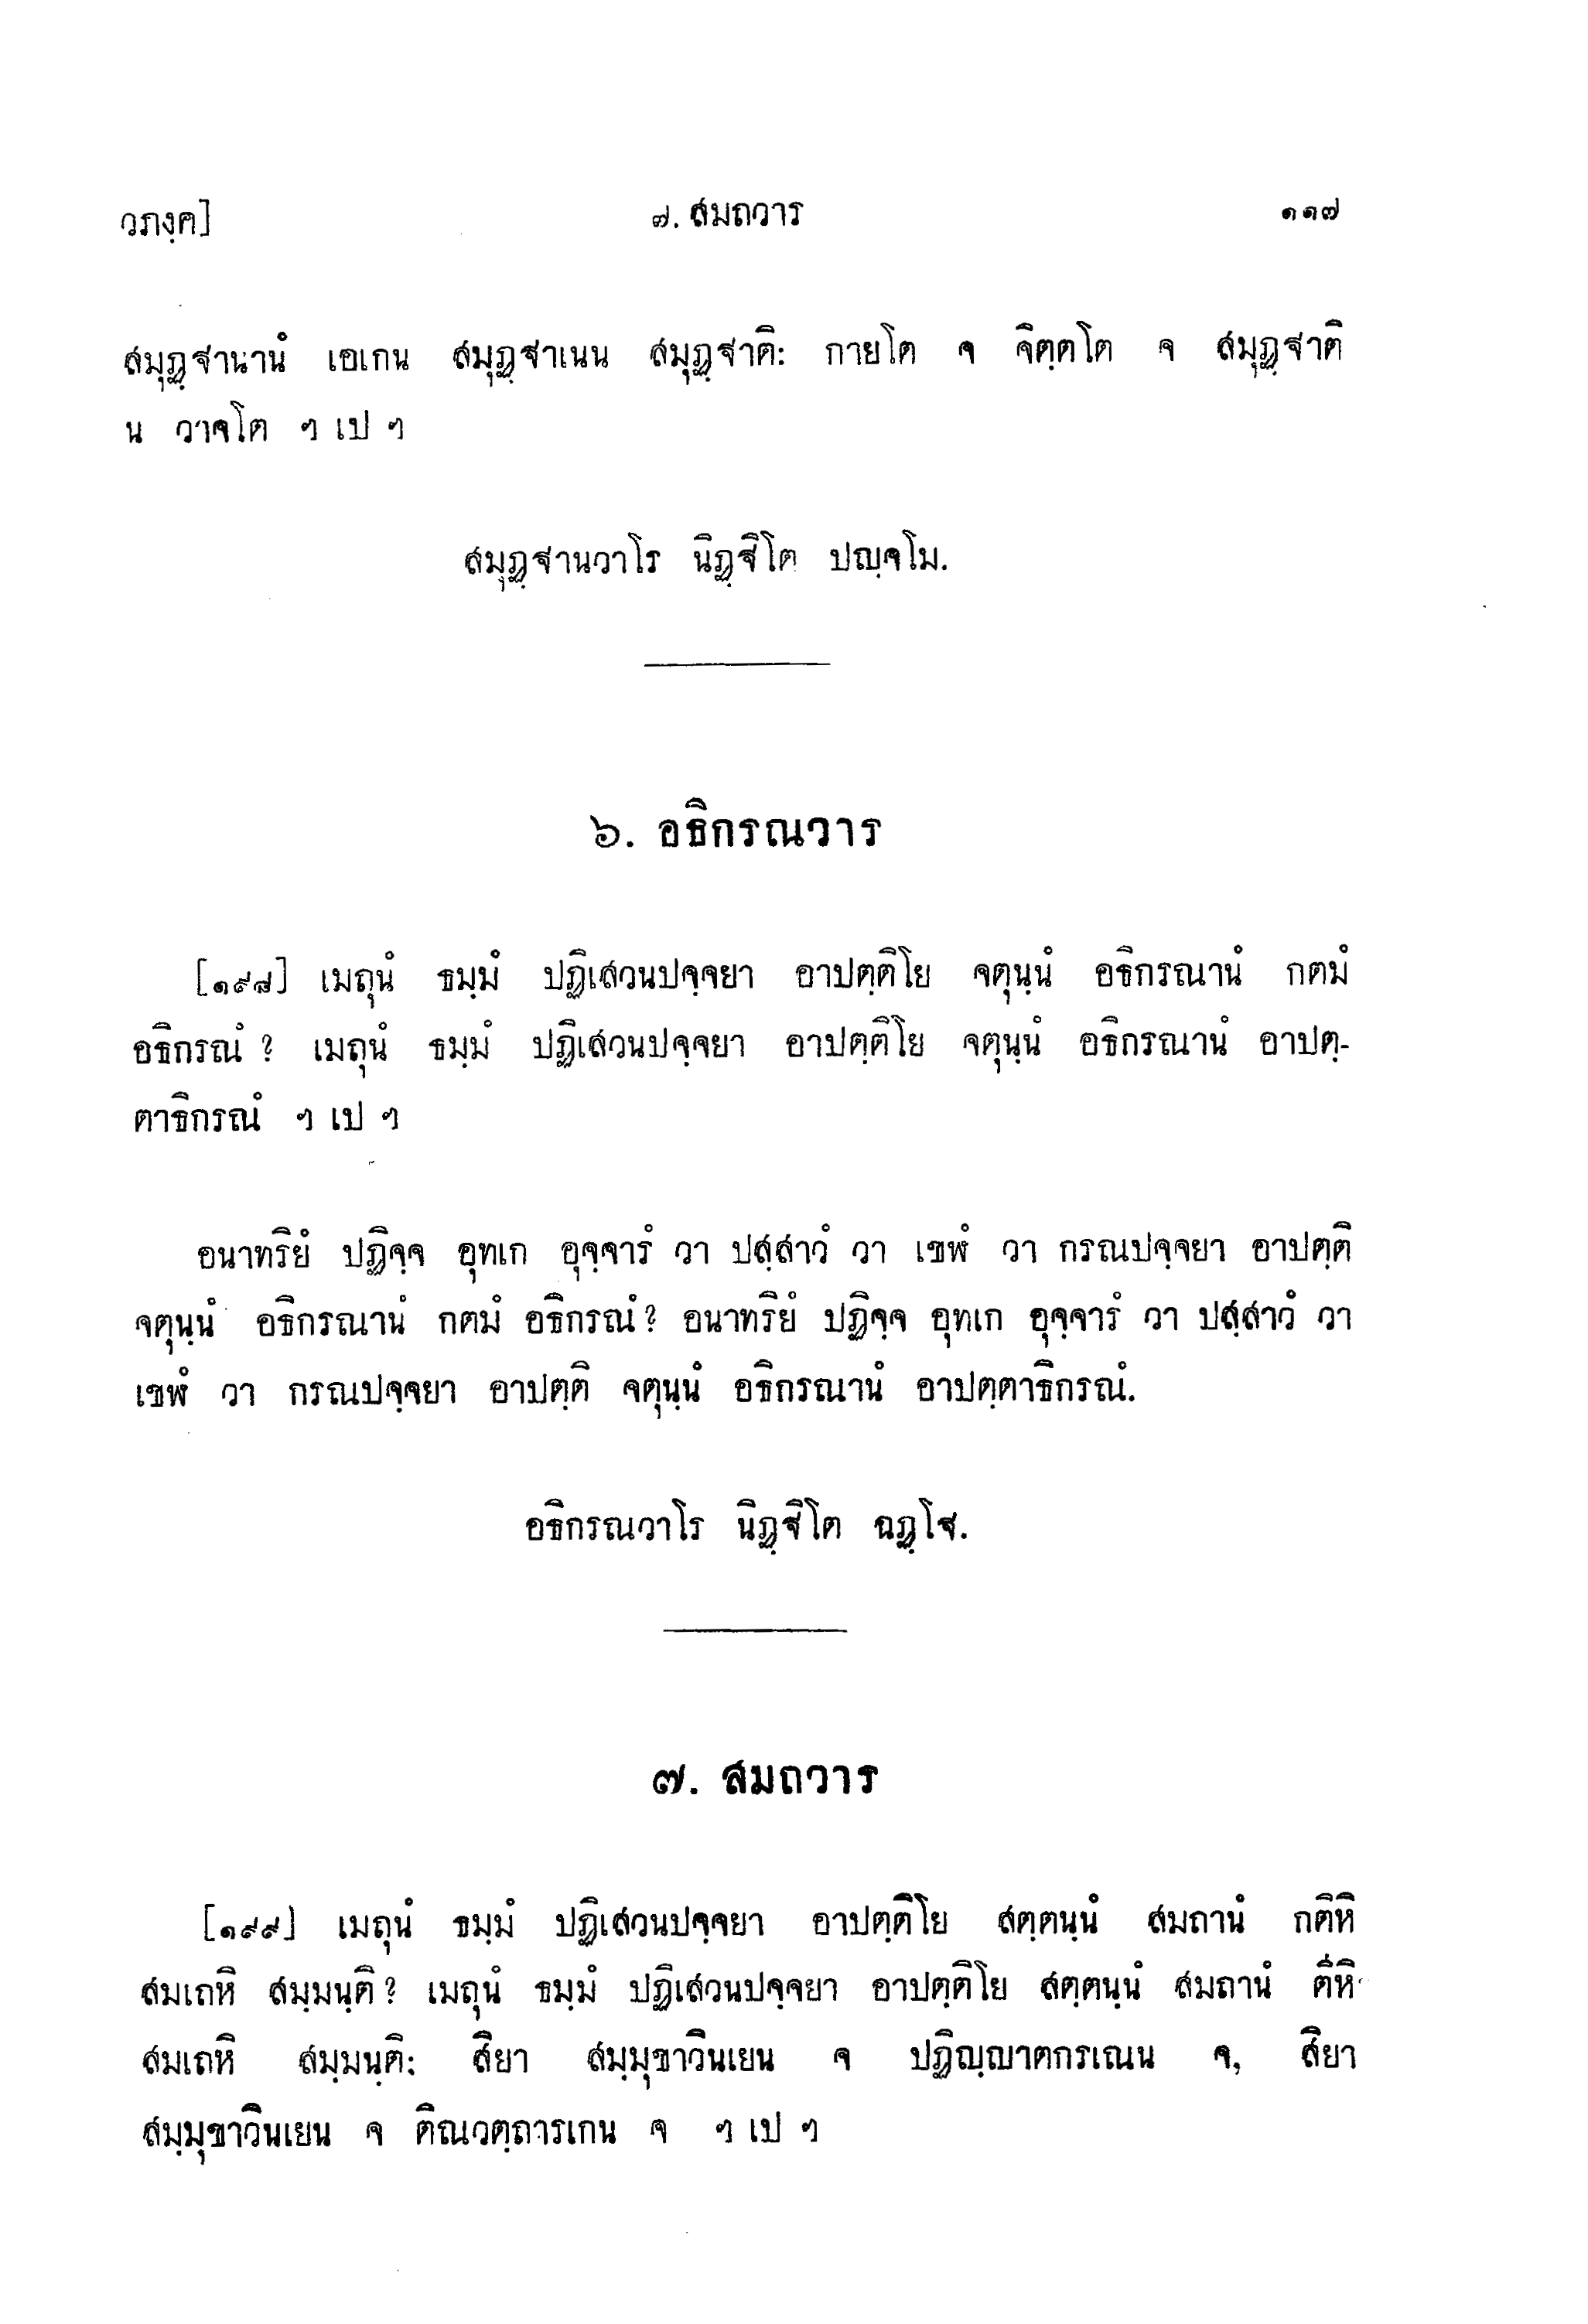 วภงฺค]
๗. สมถวาร
๑๑๗
สมุฏฺฐานานํ เอเกน สมุฏฺฐาเนน สมุฏฺฐาติ: กายโต จ จิตฺตโต จ สมุฏฺฐาติ
น วาจโต ฯ เป ฯ
สมุฏฺฐานวาโร นิฏฺฐิโต ปญฺจโม.
๖. อธิกรณวาร
[๑๙๘] เมถุนํ ธมฺมํ ปฏิเสวนปจฺจยา อาปตฺติโย จตุนฺนํ อธิกรณานํ กตมํ
อธิกรณํ ? เมถุนํ ธมฺมํ ปฏิเสวนปจฺจยา อาปตฺติโย จตุนฺนํ อธิกรณานํ อาปตฺ-
ตาธิกรณํ ฯ เป ฯ
อนาทริยํ ปฏิจฺจ อุทเก อุจฺจารํ วา ปสฺสาวํ วา เขฬํ วา กรณปจฺจยา อาปตฺติ
จตุนฺนํ อธิกรณานํ กตมํ อธิกรณํ? อนาทริยํ ปฏิจฺจ อุทเก อุจฺจารํ วา ปสฺสาวํ วา
เขฬํ วา กรณปจฺจยา อาปตฺติ จตุนฺนํ อธิกรณานํ อาปตฺตาธิกรณํ.
อธิกรณวาโร นิฏฺฐิโต ฉฏฺโฐ.
๗. สมถวาร
[๑๙๙] เมถุนํ ธมฺมํ ปฏิเสวนปจฺจยา อาปตฺติโย สตฺตนฺนํ สมถานํ กติหิ
สมเถหิ สมฺมนฺติ? เมถุนํ ธมฺมํ ปฏิเสวนปจฺจยา อาปตฺติโย สตฺตนฺนํ สมถานํ ตีหิ
สมเถหิ สมฺมนฺติ: สิยา สมฺมุขาวินเยน จ ปฏิญฺญาตกรเณน จ, สิยา
สมฺมุขาวินเยน จ ติณวตฺถารเกน จ ฯ เป ฯ